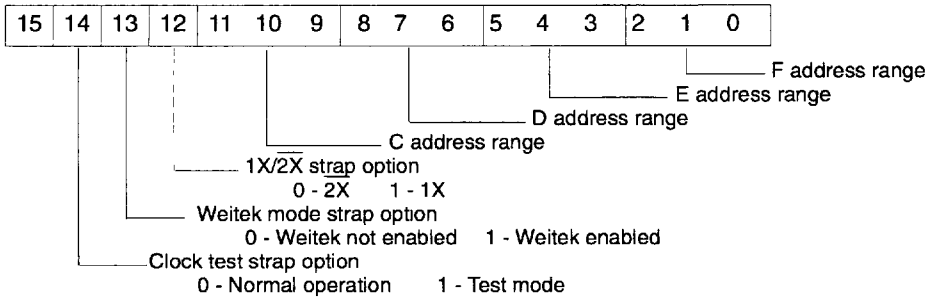 15 14 13 12 11 10 9 8 7 6 5 4 3 2 1 0
F address range
E address range
D address range
C address range
1X/2X strap option
0 - 2X 1 - 1X
Weitek mode strap option
0 - Weitek not enabled 1 - Weitek enabled
Clock test strap option
0 - Normal operation 1 - Test mode